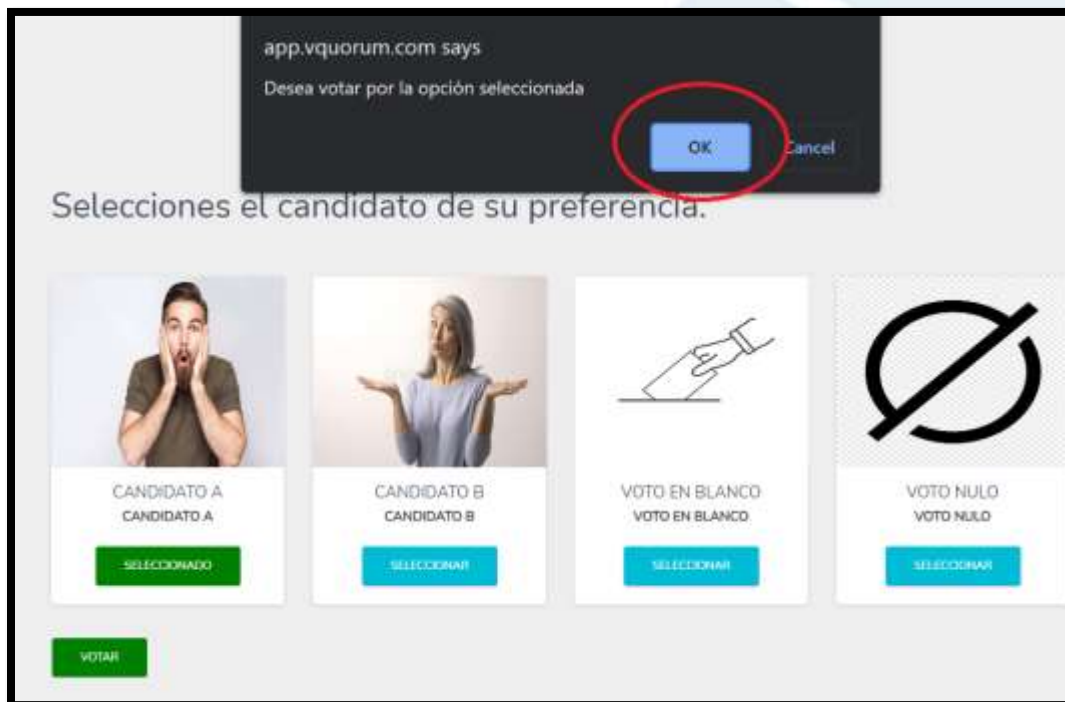 app.vquorum.com says
Desea votar por la opción seleccionada
OK Cancel
Selecciones el candidato de su preferencia.
CANDIDATO A CANDIDATO B VOTO EN BLANCO VOTO NULO
CANDIDATO A CANDIDATO B VOTO EN BLANCO VOTO NULO
SELECCIONADO SELECCIONAR SELECCIONAR SELECCIONAR
VOTAR